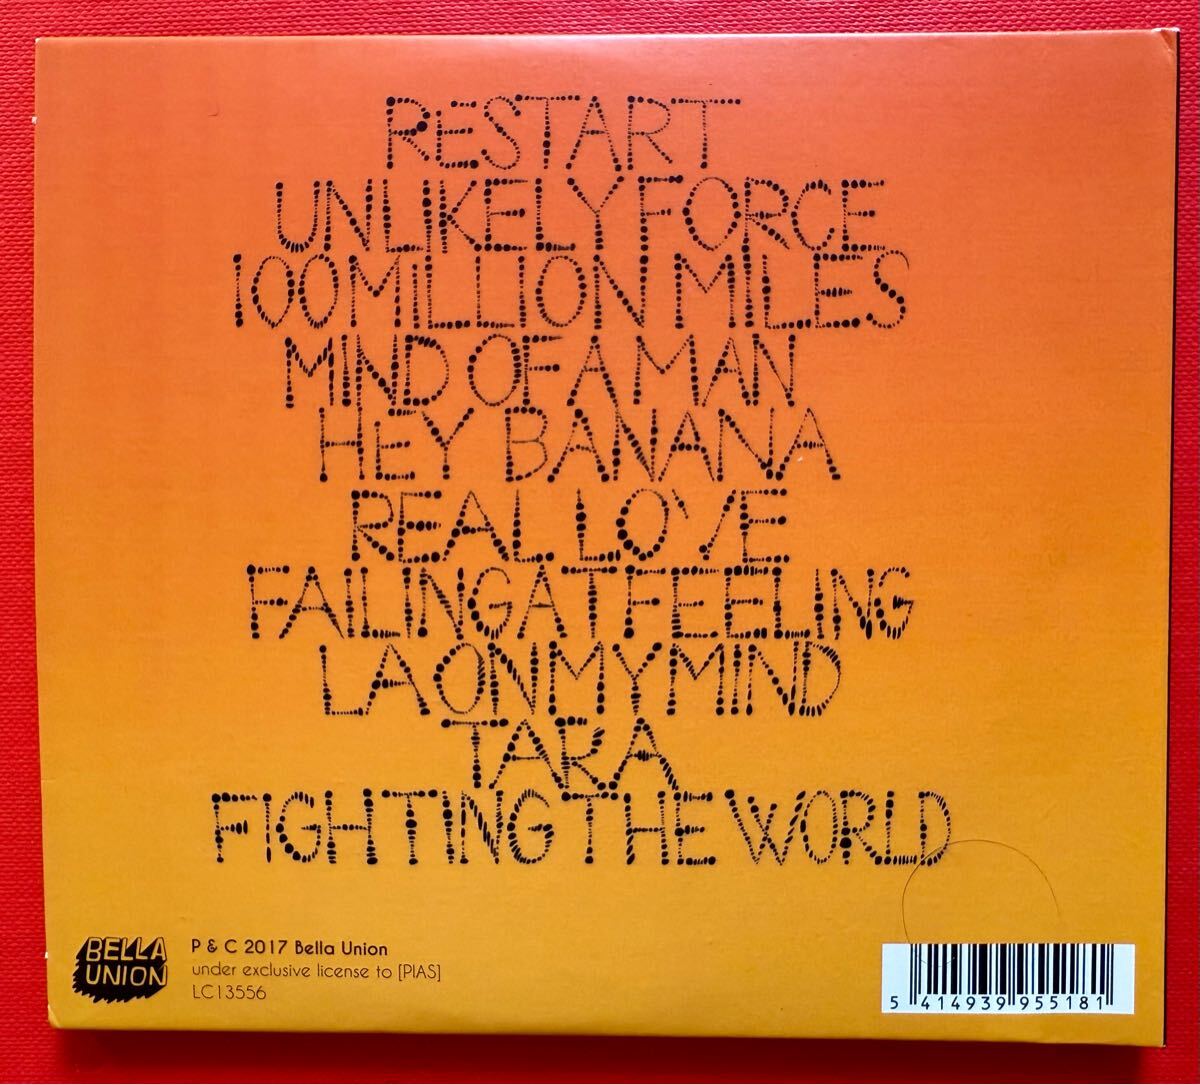 RESTART
UNLIKELY FORCE
100 MILLION MILES
MIND OF A MAN
HEY BANANA
REAL LOVE
FAILING AT FEELING
LA ON MY MIND
TARA
FIGHTING THE WORLD
BELLA
UNION
P & C 2017 Bella Union
under exclusive license to [PIAS]
LC13556
5 414939 955181